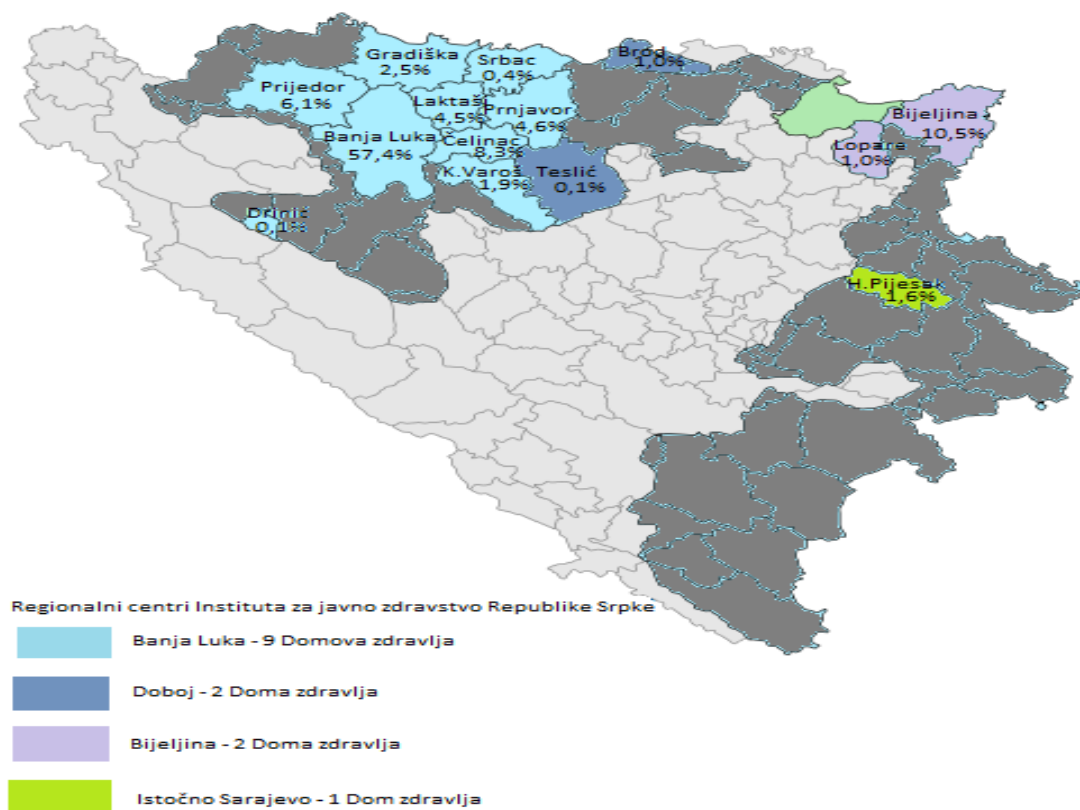 Gradiška
2,5%
Srbac
0,4%
Brod
1,0%
Prijedor
6,1%
Laktaši
4,5%
Prnjavor
4,6%
Bijeljina
10,5%
Banja Luka
57,4%
Čelinac
8,3%
Lopare
1,0%
K.Varoš
1,9%
Teslić
0,1%
Drinić
0,1%
H.Pijesak
1,6%
Regionalni centri Instituta za javno zdravstvo Republike Srpke
Banja Luka - 9 Domova zdravlja
Doboj - 2 Doma zdravlja
Bijeljina - 2 Doma zdravlja
Istočno Sarajevo - 1 Dom zdravlja